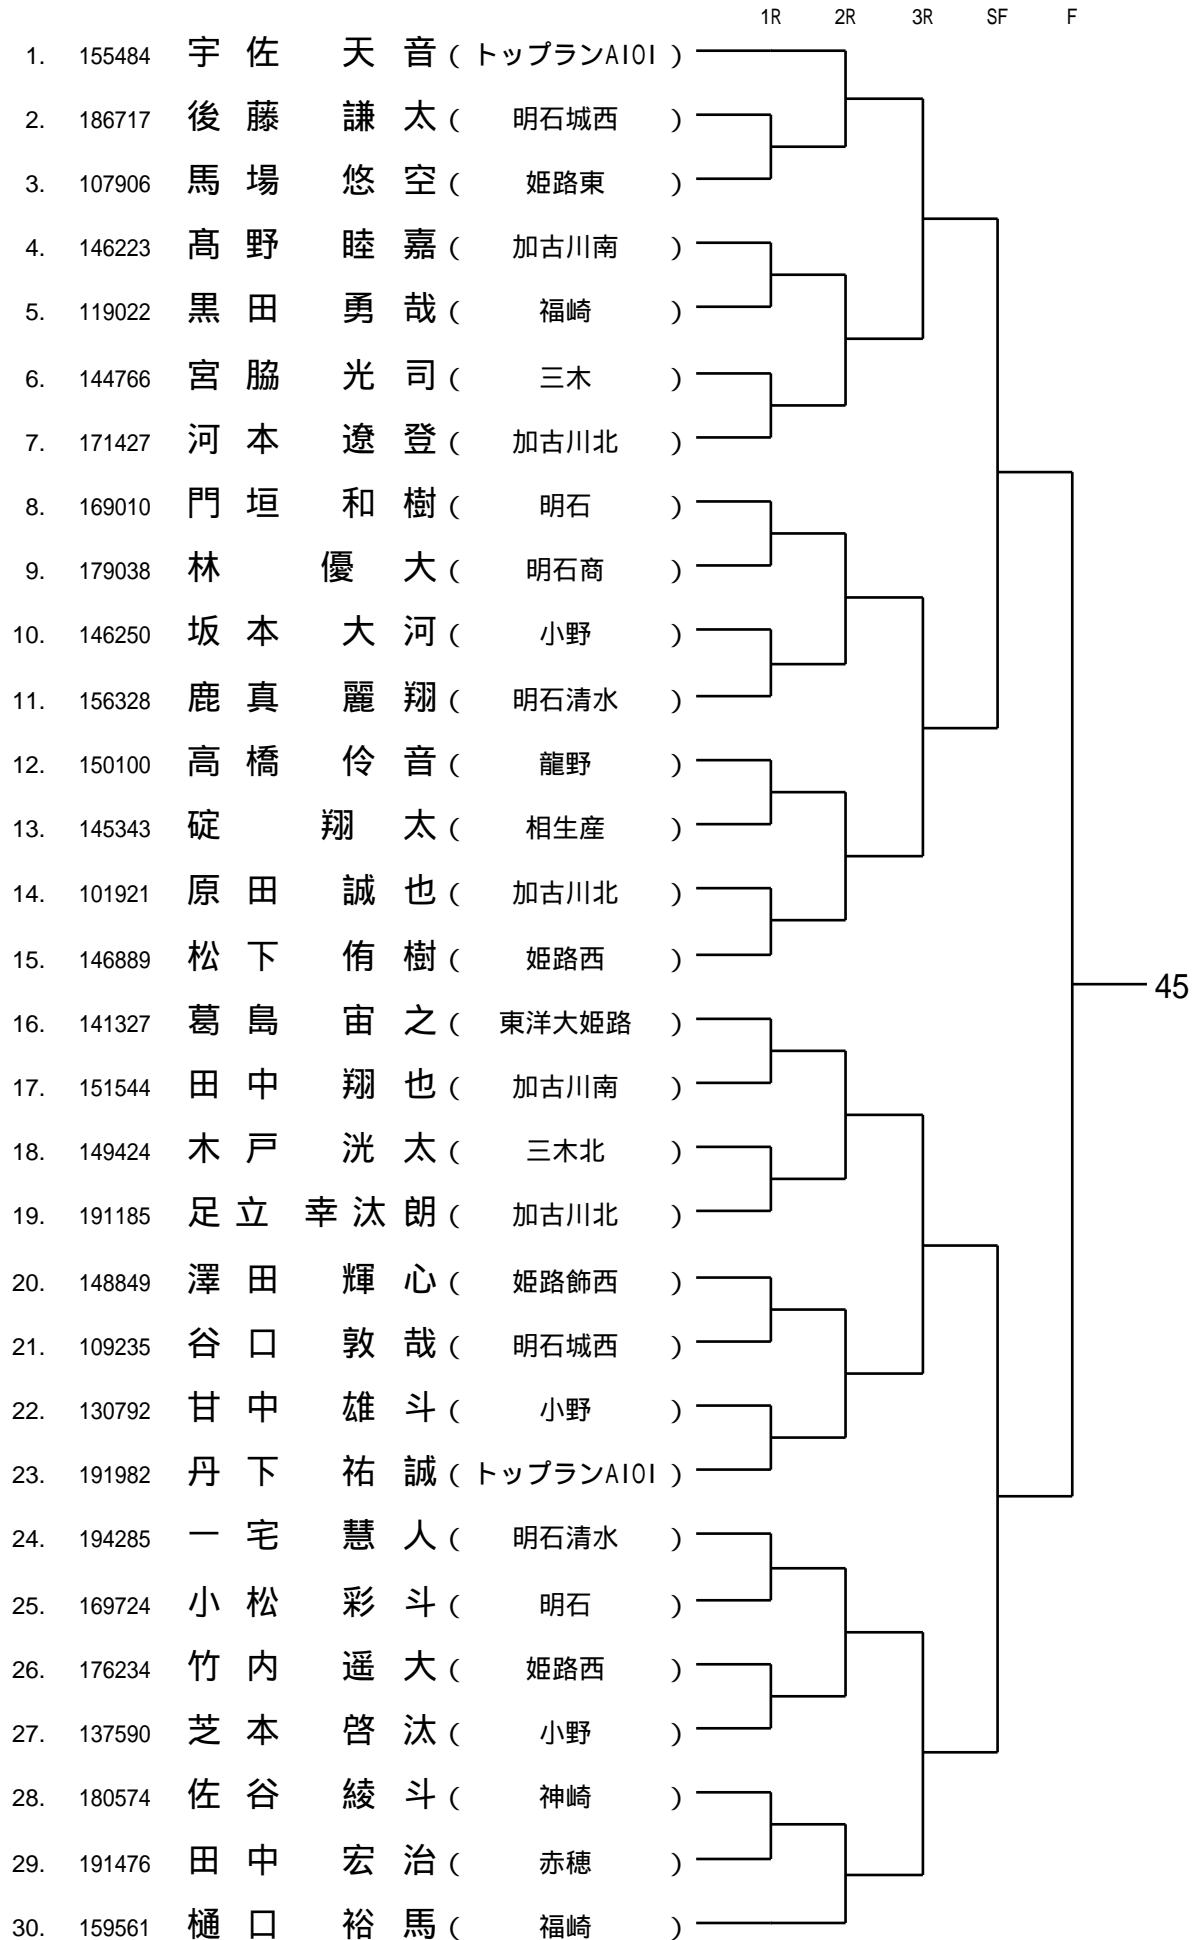 1R 2R 3R SF F
1. 155484 宇佐 天音 ( トップランAIOI )
2. 186717 後藤 謙太 ( 明石城西 )
3. 107906 馬場 悠空 ( 姫路東 )
4. 146223 髙野 睦嘉 ( 加古川南 )
5. 119022 黒田 勇哉 ( 福崎 )
6. 144766 宮脇 光司 ( 三木 )
7. 171427 河本 遼登 ( 加古川北 )
8. 169010 門垣 和樹 ( 明石 )
9. 179038 林 優大 ( 明石商 )
10. 146250 坂本 大河 ( 小野 )
11. 156328 鹿真 麗翔 ( 明石清水 )
12. 150100 高橋 伶音 ( 龍野 )
13. 145343 碇 翔太 ( 相生産 )
14. 101921 原田 誠也 ( 加古川北 )
15. 146889 松下 侑樹 ( 姫路西 )
45
16. 141327 葛島 宙之 ( 東洋大姫路 )
17. 151544 田中 翔也 ( 加古川南 )
18. 149424 木戸 洸太 ( 三木北 )
19. 191185 足立 幸汰朗 ( 加古川北 )
20. 148849 澤田 輝心 ( 姫路飾西 )
21. 109235 谷口 敦哉 ( 明石城西 )
22. 130792 甘中 雄斗 ( 小野 )
23. 191982 丹下 祐誠 ( トップランAIOI )
24. 194285 一宅 慧人 ( 明石清水 )
25. 169724 小松 彩斗 ( 明石 )
26. 176234 竹内 遥大 ( 姫路西 )
27. 137590 芝本 啓汰 ( 小野 )
28. 180574 佐谷 綾斗 ( 神崎 )
29. 191476 田中 宏治 ( 赤穂 )
30. 159561 樋口 裕馬 ( 福崎 )